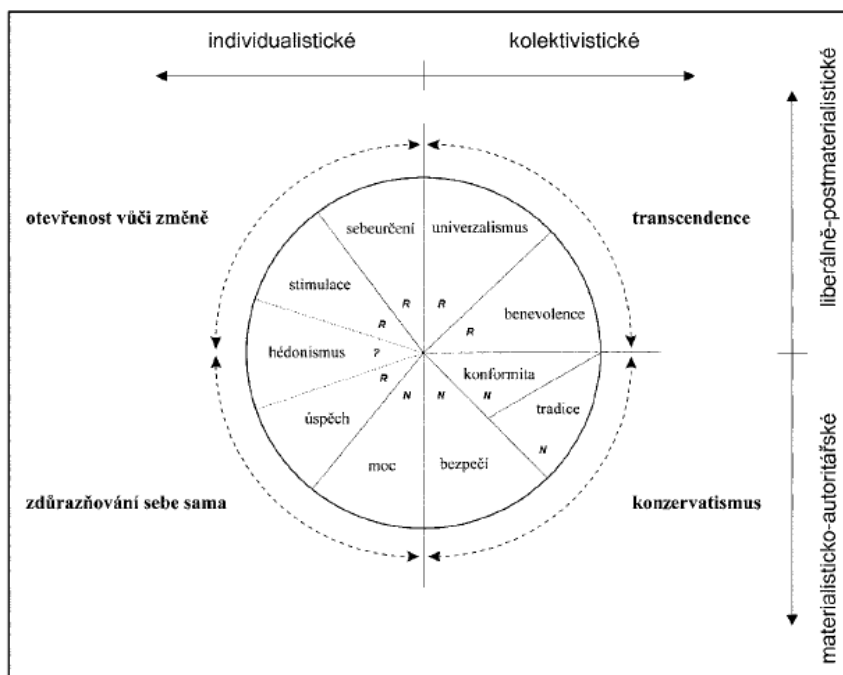 individualistické
kolektivistické
otevřenost vůči změně
transcendence
sebeurčení
univerzalismus
stimulace
benevolence
R
R
R
R
hédonismus
?
konformita
R
N
N
N
tradice
úspěch
N
moc
bezpečí
zdůrazňování sebe sama
konzervatismus
liberálně-postmaterialistické
materialisticko-autoritářské